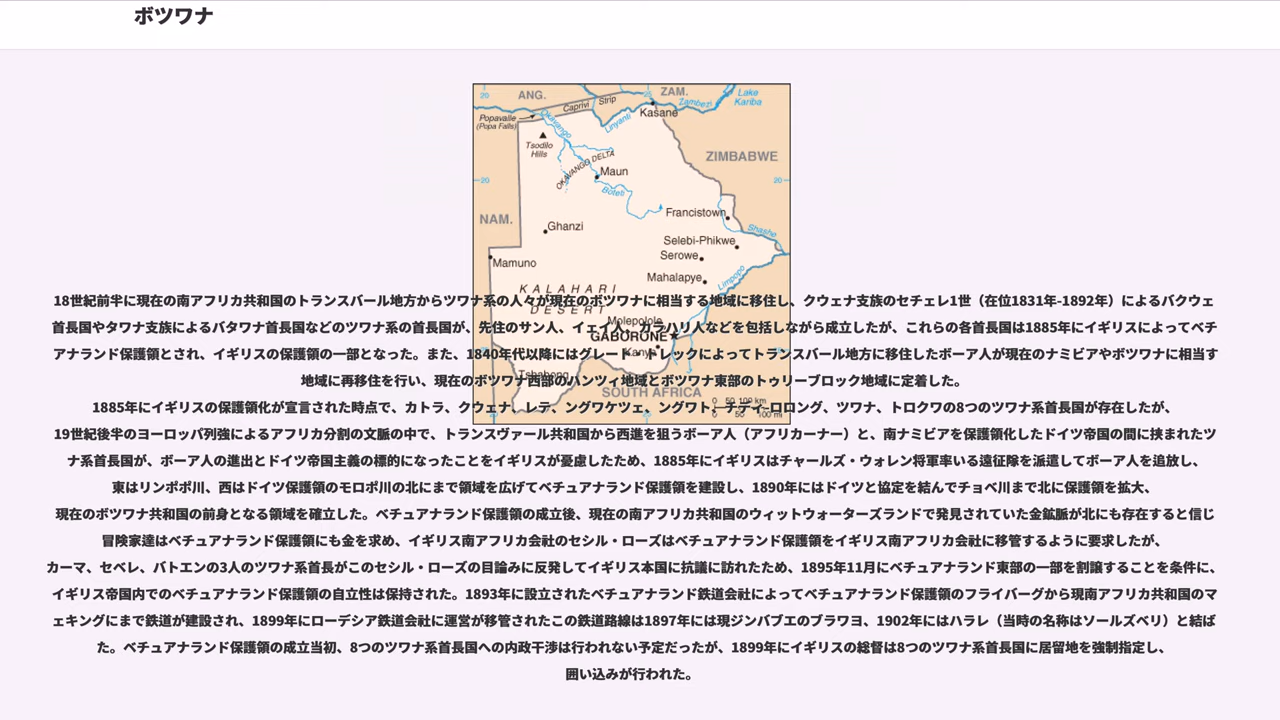 ボツワナ
20
ANG.
Caprivi Strip
ZAM.
Zambezi
Lake Kariba
Popavalle
(Popa Falls)
Okavango
Linyanti
Kasane
Tsodilo
Hills
OKAVANGO DELTA
ZIMBABWE
Maun
20
20
Boteti
NAM.
Francistown
Ghanzi
Shashe
Selebi-Phikwe
Serowe
Mamuno
Mahalapye
Limpopo
KALAHARI
DESERT
18世紀前半に現在の南アフリカ共和国のトランスバール地方からツワナ系の人々が現在のボツワナに相当する地域に移住し、クウェナ支族のセチェレ1世（在位1831年-1892年）によるバクウェ
首長国やタワナ支族によるバタワナ首長国などのツワナ系の首長国が、先住のサン人、イェイ人、カラハリ人などを包括しながら成立したが、これらの各首長国は1885年にイギリスによってベチ
アナランド保護領とされ、イギリスの保護領の一部となった。また、1840年代以降にはグレート・トレックによってトランスバール地方に移住したボーア人が現在のナミビアやボツワナに相当す
地域に再移住を行い、現在のボツワナ西部のハンツィ地域とボツワナ東部のトゥリーブロック地域に定着した。
Molepolole
GABORONE
Kanye
Tshabong
SOUTH AFRICA
0 50 100 km
0 50 100 mi
1885年にイギリスの保護領化が宣言された時点で、カトラ、クウェナ、レテ、ングワケツェ、ングワト、チディ-ロロング、ツワナ、トロクワの8つのツワナ系首長国が存在したが、
19世紀後半のヨーロッパ列強によるアフリカ分割の文脈の中で、トランスヴァール共和国から西進を狙うボーア人（アフリカーナー）と、南ナミビアを保護領化したドイツ帝国の間に挟まれたツ
ナ系首長国が、ボーア人の進出とドイツ帝国主義の標的になったことをイギリスが憂慮したため、1885年にイギリスはチャールズ・ウォレン将軍率いる遠征隊を派遣してボーア人を追放し、
東はリンポポ川、西はドイツ保護領のモロポ川の北にまで領域を広げてベチュアナランド保護領を建設し、1890年にはドイツと協定を結んでチョベ川まで北に保護領を拡大、
現在のボツワナ共和国の前身となる領域を確立した。ベチュアナランド保護領の成立後、現在の南アフリカ共和国のウィットウォーターズランドで発見されていた金鉱脈が北にも存在すると信じ
冒険家達はベチュアナランド保護領にも金を求め、イギリス南アフリカ会社のセシル・ローズはベチュアナランド保護領をイギリス南アフリカ会社に移管するように要求したが、
カーマ、セベレ、バトエンの3人のツワナ系首長がこのセシル・ローズの目論みに反発してイギリス本国に抗議に訪れたため、1895年11月にベチュアナランド東部の一部を割譲することを条件に、
イギリス帝国内でのベチュアナランド保護領の自立性は保持された。1893年に設立されたベチュアナランド鉄道会社によってベチュアナランド保護領のフライバーグから現南アフリカ共和国のマ
ェキングにまで鉄道が建設され、1899年にローデシア鉄道会社に運営が移管されたこの鉄道路線は1897年には現ジンバブエのブラワヨ、1902年にはハラレ（当時の名称はソールズベリ）と結ば
た。ベチュアナランド保護領の成立当初、8つのツワナ系首長国への内政干渉は行われない予定だったが、1899年にイギリスの総督は8つのツワナ系首長国に居留地を強制指定し、
囲い込みが行われた。